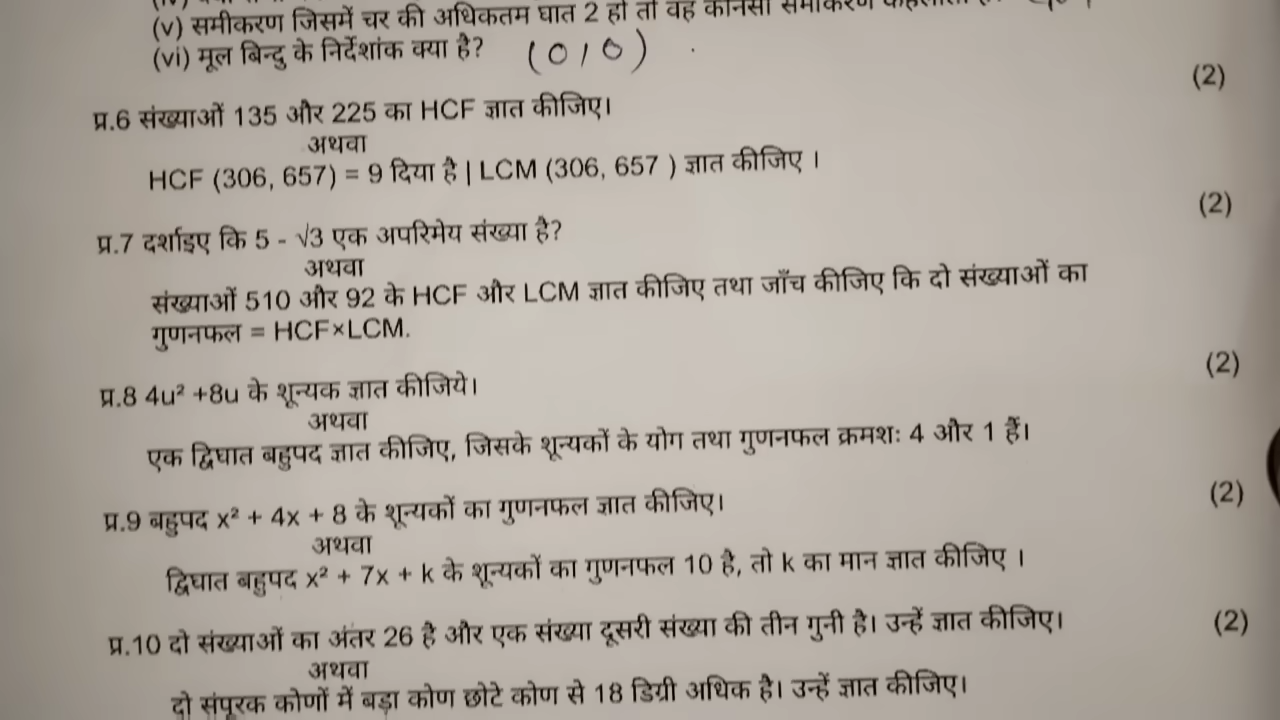 (v) समीकरण जिसमें चर की अधिकतम घात 2 हो तो वह कौनसा समीकरण
(vi) मूल बिन्दु के निर्देशांक क्या है? (0,0)
(2)
प्र.6 संख्याओं 135 और 225 का HCF ज्ञात कीजिए।
अथवा
HCF (306, 657) = 9 दिया है | LCM (306, 657 ) ज्ञात कीजिए ।
(2)
प्र.7 दर्शाइए कि 5 - √3 एक अपरिमेय संख्या है?
अथवा
संख्याओं 510 और 92 के HCF और LCM ज्ञात कीजिए तथा जाँच कीजिए कि दो संख्याओं का
गुणनफल = HCF×LCM.
(2)
प्र.8 4u² +8u के शून्यक ज्ञात कीजिये।
अथवा
एक द्विघात बहुपद ज्ञात कीजिए, जिसके शून्यकों के योग तथा गुणनफल क्रमशः 4 और 1 हैं।
(2)
प्र.9 बहुपद x² + 4x + 8 के शून्यकों का गुणनफल ज्ञात कीजिए।
अथवा
द्विघात बहुपद x² + 7x + k के शून्यकों का गुणनफल 10 है, तो k का मान ज्ञात कीजिए ।
प्र.10 दो संख्याओं का अंतर 26 है और एक संख्या दूसरी संख्या की तीन गुनी है। उन्हें ज्ञात कीजिए। (2)
अथवा
दो संपूरक कोणों में बड़ा कोण छोटे कोण से 18 डिग्री अधिक है। उन्हें ज्ञात कीजिए।